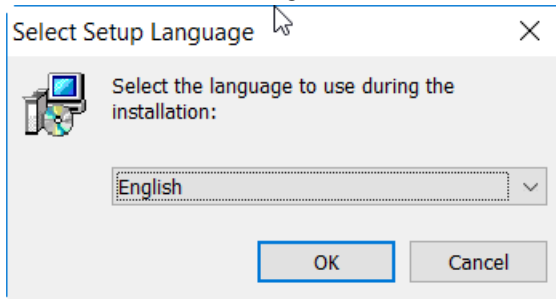 Select Setup Language
Select the language to use during the
installation:
English
OK
Cancel